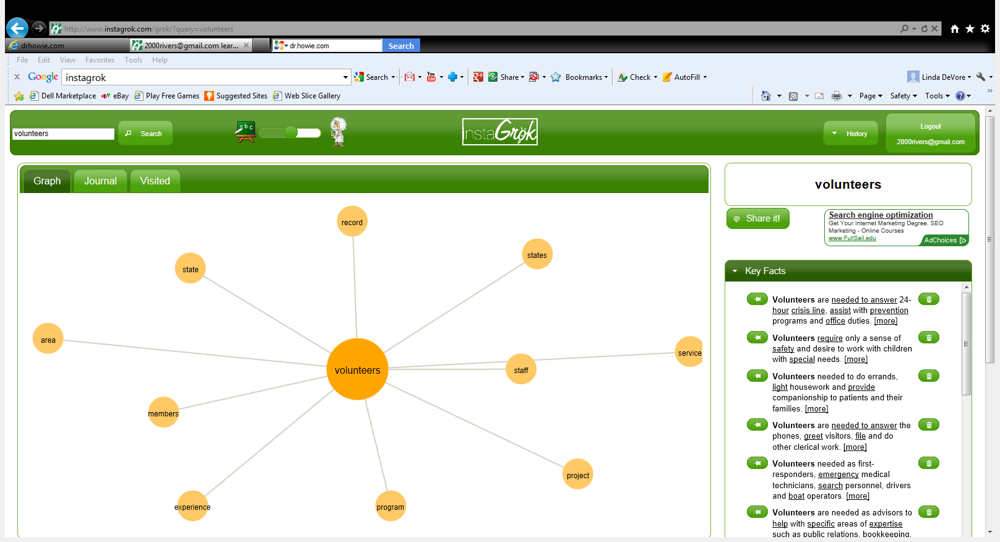 http://www.instagrok.com/grok/?query=volunteers
drhowie.com
2000rivers@gmail.com lear...
dr.howie.com
Search
File Edit View Favorites Tools Help
x Google instagrok Search You Tube Share Bookmarks Check AutoFill Linda DeVore
Dell Marketplace eBay Play Free Games Suggested Sites Web Slice Gallery Page Safety Tools
volunteers Search
abc
instaGrok
History
Logout
2000rivers@gmail.com
Graph Journal Visited
record
states
state
area
service
staff
volunteers
members
project
experience
program
volunteers
Share it!
Search engine optimization
Get Your Internet Marketing Degree. SEO
Marketing - Online Courses
www.FullSail.edu
AdChoices
Key Facts
Volunteers are needed to answer 24-
hour crisis line, assist with prevention
programs and office duties. [more]
Volunteers require only a sense of
safety and desire to work with children
with special needs. [more]
Volunteers needed to do errands,
light housework and provide
companionship to patients and their
families. [more]
Volunteers are needed to answer the
phones, greet visitors, file and do
other clerical work. [more]
Volunteers needed as first-
responders, emergency medical
technicians, search personnel, drivers
and boat operators. [more]
Volunteers are needed as advisors to
help with specific areas of expertise
such as public relations, bookkeeping,